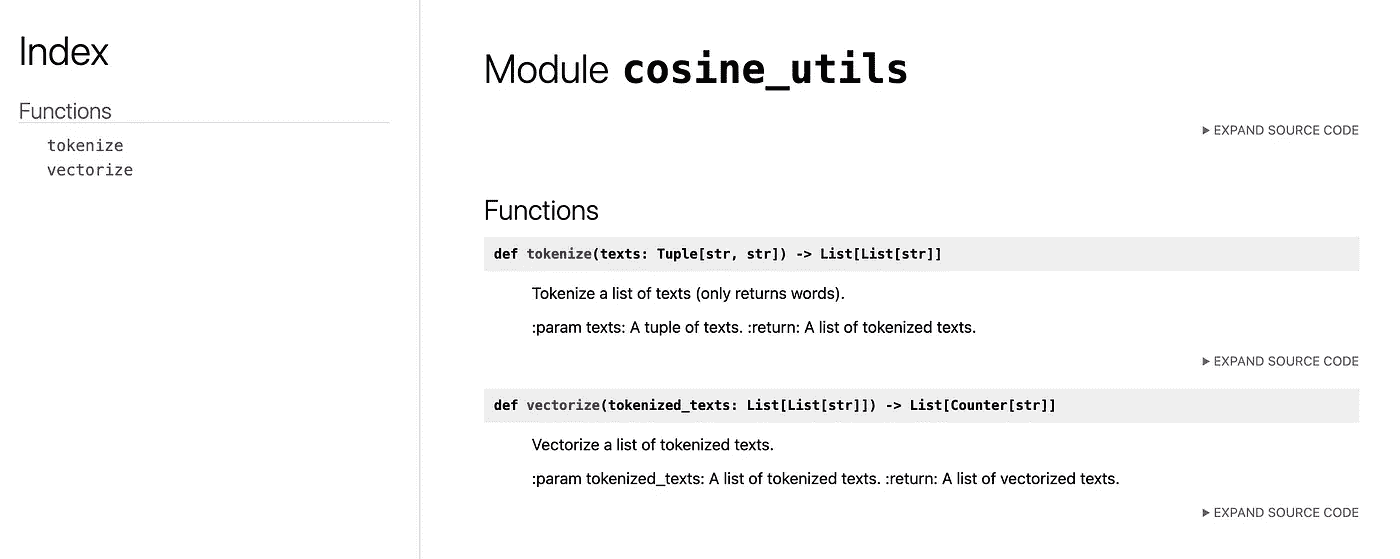 Index
Functions
tokenize
vectorize
Module cosine_utils
EXPAND SOURCE CODE
Functions
def tokenize(texts: Tuple[str, str]) -> List[List[str]]
Tokenize a list of texts (only returns words).
:param texts: A tuple of texts. :return: A list of tokenized texts.
EXPAND SOURCE CODE
def vectorize(tokenized_texts: List[List[str]]) -> List[Counter[str]]
Vectorize a list of tokenized texts.
:param tokenized_texts: A list of tokenized texts. :return: A list of vectorized texts.
EXPAND SOURCE CODE